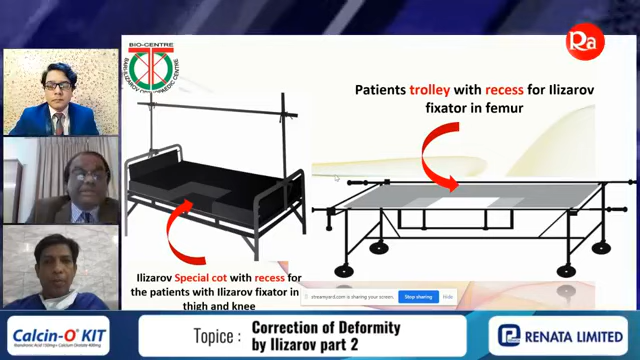 BIO-CENTRE
Ra
Patients trolley with recess for Ilizarov
fixator in femur
Ilizarov Special cot with recess for
the patients with Ilizarov fixator in
thigh and knee
streamyard.com is sharing your screen.
Stop sharing
Hide
Calcin-O® KIT
Topice :
Correction of Deformity
by Ilizarov part 2
RENATA LIMITED